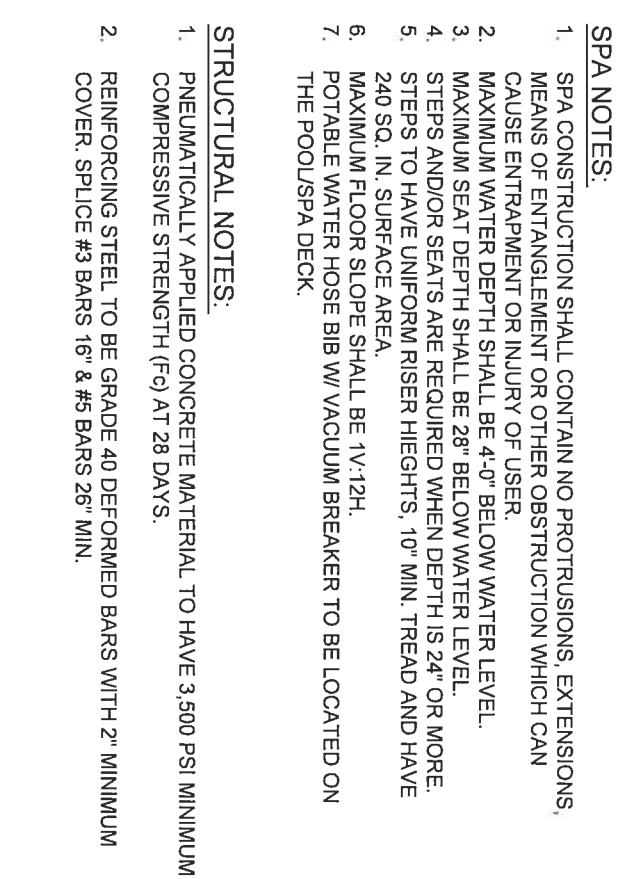 SPA NOTES:
1. SPA CONSTRUCTION SHALL CONTAIN NO PROTRUSIONS, EXTENSIONS,
MEANS OF ENTANGLEMENT OR OTHER OBSTRUCTION WHICH CAN
CAUSE ENTRAPMENT OR INJURY OF USER.
2. MAXIMUM WATER DEPTH SHALL BE 4'-0" BELOW WATER LEVEL.
3. MAXIMUM SEAT DEPTH SHALL BE 28" BELOW WATER LEVEL.
4. STEPS AND/OR SEATS ARE REQUIRED WHEN DEPTH IS 24" OR MORE.
5. STEPS TO HAVE UNIFORM RISER HIEGHTS, 10" MIN. TREAD AND HAVE
240 SQ. IN. SURFACE AREA.
6. MAXIMUM FLOOR SLOPE SHALL BE 1V:12H.
7. POTABLE WATER HOSE BIB W/ VACUUM BREAKER TO BE LOCATED ON
THE POOL/SPA DECK.
STRUCTURAL NOTES:
1. PNEUMATICALLY APPLIED CONCRETE MATERIAL TO HAVE 3,500 PSI MINIMUM
COMPRESSIVE STRENGTH (Fc) AT 28 DAYS.
2. REINFORCING STEEL TO BE GRADE 40 DEFORMED BARS WITH 2" MINIMUM
COVER. SPLICE #3 BARS 16" & #5 BARS 26" MIN.